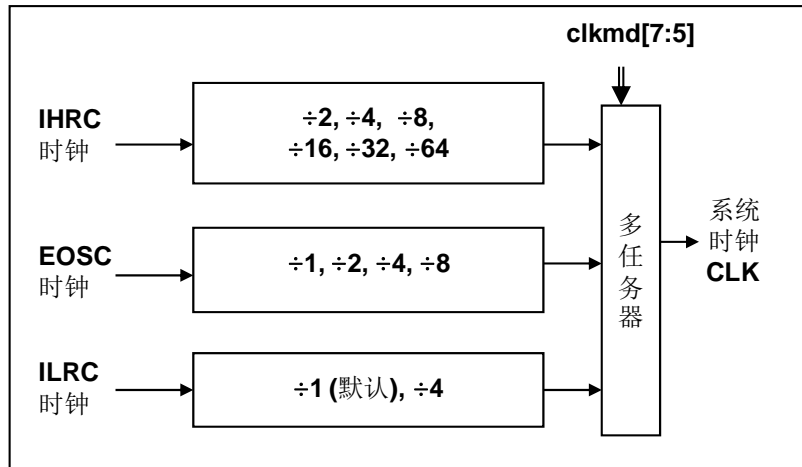 clkmd[7:5]
IHRC
时钟
÷2, ÷4, ÷8,
÷16, ÷32, ÷64
EOSC
时钟
÷1, ÷2, ÷4, ÷8
ILRC
时钟
÷1 (默认), ÷4
多
任
务
器
系统
时钟
CLK